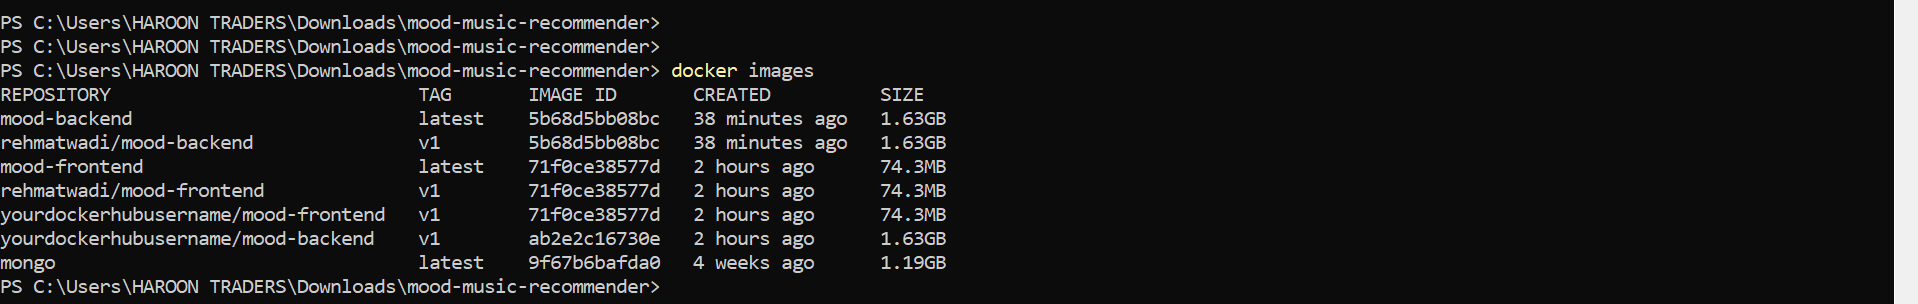 PS C:\Users\HAROON TRADERS\Downloads\mood-music-recommender>
PS C:\Users\HAROON TRADERS\Downloads\mood-music-recommender>
PS C:\Users\HAROON TRADERS\Downloads\mood-music-recommender> docker images
REPOSITORY                            TAG       IMAGE ID       CREATED          SIZE
mood-backend                          latest    5b68d5bb08bc   38 minutes ago   1.63GB
rehmatwadi/mood-backend               v1        5b68d5bb08bc   38 minutes ago   1.63GB
mood-frontend                         latest    71f0ce38577d   2 hours ago      74.3MB
rehmatwadi/mood-frontend              v1        71f0ce38577d   2 hours ago      74.3MB
yourdockerhubusername/mood-frontend   v1        71f0ce38577d   2 hours ago      74.3MB
yourdockerhubusername/mood-backend    v1        ab2e2c16730e   2 hours ago      1.63GB
mongo                                 latest    9f67b6bafda0   4 weeks ago      1.19GB
PS C:\Users\HAROON TRADERS\Downloads\mood-music-recommender>